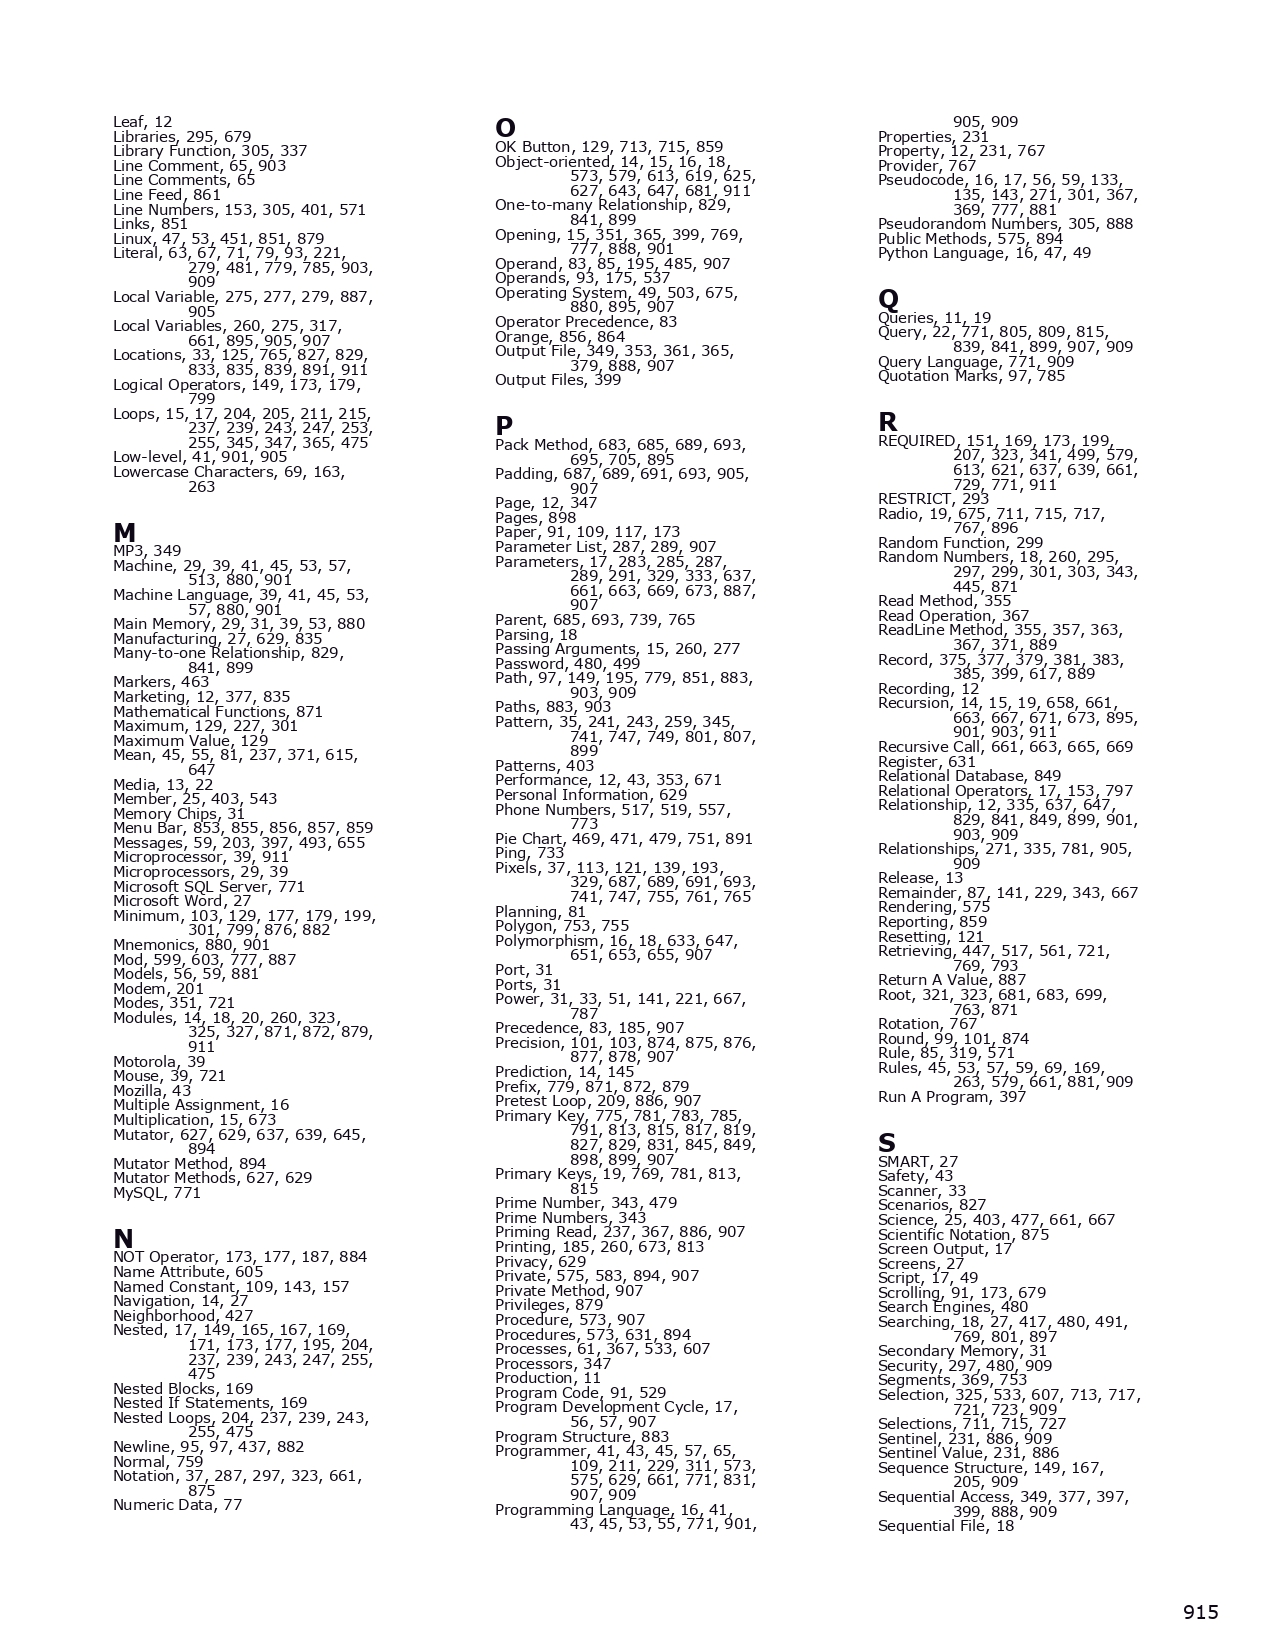 Leaf, 12
Libraries, 295, 679
Library Function, 305, 337
Line Comment, 65, 903
Line Comments, 65
Line Feed, 861
Line Numbers, 153, 305, 401, 571
Links, 851
Linux, 47, 53, 451, 851, 879
Literal, 63, 67, 71, 79, 93, 221,
279, 481, 779, 785, 903,
909
Local Variable, 275, 277, 279, 887,
905
Local Variables, 260, 275, 317,
661, 895, 905, 907
Locations, 33, 125, 765, 827, 829,
833, 835, 839, 891, 911
Logical Operators, 149, 173, 179,
799
Loops, 15, 17, 204, 205, 211, 215,
237, 239, 243, 247, 253,
255, 345, 347, 365, 475
Low-level, 41, 901, 905
Lowercase Characters, 69, 163,
263
M
MP3, 349
Machine, 29, 39, 41, 45, 53, 57,
513, 880, 901
Machine Language, 39, 41, 45, 53,
57, 880, 901
Main Memory, 29, 31, 39, 53, 880
Manufacturing, 27, 629, 835
Many-to-one Relationship, 829,
841, 899
Markers, 463
Marketing, 12, 377, 835
Mathematical Functions, 871
Maximum, 129, 227, 301
Maximum Value, 129
Mean, 45, 55, 81, 237, 371, 615,
647
Media, 13, 22
Member, 25, 403, 543
Memory Chips, 31
Menu Bar, 853, 855, 856, 857, 859
Messages, 59, 203, 397, 493, 655
Microprocessor, 39, 911
Microprocessors, 29, 39
Microsoft SQL Server, 771
Microsoft Word, 27
Minimum, 103, 129, 177, 179, 199,
301, 799, 876, 882
Mnemonics, 880, 901
Mod, 599, 603, 777, 887
Models, 56, 59, 881
Modem, 201
Modes, 351, 721
Modules, 14, 18, 20, 260, 323,
325, 327, 871, 872, 879,
911
Motorola, 39
Mouse, 39, 721
Mozilla, 43
Multiple Assignment, 16
Multiplication, 15, 673
Mutator, 627, 629, 637, 639, 645,
894
Mutator Method, 894
Mutator Methods, 627, 629
MySQL, 771
N
NOT Operator, 173, 177, 187, 884
Name Attribute, 605
Named Constant, 109, 143, 157
Navigation, 14, 27
Neighborhood, 427
Nested, 17, 149, 165, 167, 169,
171, 173, 177, 195, 204,
237, 239, 243, 247, 255,
475
Nested Blocks, 169
Nested If Statements, 169
Nested Loops, 204, 237, 239, 243,
255, 475
Newline, 95, 97, 437, 882
Normal, 759
Notation, 37, 287, 297, 323, 661,
875
Numeric Data, 77
O
OK Button, 129, 713, 715, 859
Object-oriented, 14, 15, 16, 18,
573, 579, 613, 619, 625,
627, 643, 647, 681, 911
One-to-many Relationship, 829,
841, 899
Opening, 15, 351, 365, 399, 769,
777, 888, 901
Operand, 83, 85, 195, 485, 907
Operands, 93, 175, 537
Operating System, 49, 503, 675,
880, 895, 907
Operator Precedence, 83
Orange, 856, 864
Output File, 349, 353, 361, 365,
379, 888, 907
Output Files, 399
P
Pack Method, 683, 685, 689, 693,
695, 705, 895
Padding, 687, 689, 691, 693, 905,
907
Page, 12, 347
Pages, 898
Paper, 91, 109, 117, 173
Parameter List, 287, 289, 907
Parameters, 17, 283, 285, 287,
289, 291, 329, 333, 637,
661, 663, 669, 673, 887,
907
Parent, 685, 693, 739, 765
Parsing, 18
Passing Arguments, 15, 260, 277
Password, 480, 499
Path, 97, 149, 195, 779, 851, 883,
903, 909
Paths, 883, 903
Pattern, 35, 241, 243, 259, 345,
741, 747, 749, 801, 807,
899
Patterns, 403
Performance, 12, 43, 353, 671
Personal Information, 629
Phone Numbers, 517, 519, 557,
773
Pie Chart, 469, 471, 479, 751, 891
Ping, 733
Pixels, 37, 113, 121, 139, 193,
329, 687, 689, 691, 693,
741, 747, 755, 761, 765
Planning, 81
Polygon, 753, 755
Polymorphism, 16, 18, 633, 647,
651, 653, 655, 907
Port, 31
Ports, 31
Power, 31, 33, 51, 141, 221, 667,
787
Precedence, 83, 185, 907
Precision, 101, 103, 874, 875, 876,
877, 878, 907
Prediction, 14, 145
Prefix, 779, 871, 872, 879
Pretest Loop, 209, 886, 907
Primary Key, 775, 781, 783, 785,
791, 813, 815, 817, 819,
827, 829, 831, 845, 849,
898, 899, 907
Primary Keys, 19, 769, 781, 813,
815
Prime Number, 343, 479
Prime Numbers, 343
Priming Read, 237, 367, 886, 907
Printing, 185, 260, 673, 813
Privacy, 629
Private, 575, 583, 894, 907
Private Method, 907
Privileges, 879
Procedure, 573, 907
Procedures, 573, 631, 894
Processes, 61, 367, 533, 607
Processors, 347
Production, 11
Program Code, 91, 529
Program Development Cycle, 17,
56, 57, 907
Program Structure, 883
Programmer, 41, 43, 45, 57, 65,
109, 211, 229, 311, 573,
575, 629, 661, 771, 831,
907, 909
Programming Language, 16, 41,
43, 45, 53, 55, 771, 901,
905, 909
Properties, 231
Property, 12, 231, 767
Provider, 767
Pseudocode, 16, 17, 56, 59, 133,
135, 143, 271, 301, 367,
369, 777, 881
Pseudorandom Numbers, 305, 888
Public Methods, 575, 894
Python Language, 16, 47, 49
Q
Queries, 11, 19
Query, 22, 771, 805, 809, 815,
839, 841, 899, 907, 909
Query Language, 771, 909
Quotation Marks, 97, 785
R
REQUIRED, 151, 169, 173, 199,
207, 323, 341, 499, 579,
613, 621, 637, 639, 661,
729, 771, 911
RESTRICT, 293
Radio, 19, 675, 711, 715, 717,
767, 896
Random Function, 299
Random Numbers, 18, 260, 295,
297, 299, 301, 303, 343,
445, 871
Read Method, 355
Read Operation, 367
ReadLine Method, 355, 357, 363,
367, 371, 889
Record, 375, 377, 379, 381, 383,
385, 399, 617, 889
Recording, 12
Recursion, 14, 15, 19, 658, 661,
663, 667, 671, 673, 895,
901, 903, 911
Recursive Call, 661, 663, 665, 669
Register, 631
Relational Database, 849
Relational Operators, 17, 153, 797
Relationship, 12, 335, 637, 647,
829, 841, 849, 899, 901,
903, 909
Relationships, 271, 335, 781, 905,
909
Release, 13
Remainder, 87, 141, 229, 343, 667
Rendering, 575
Reporting, 859
Resetting, 121
Retrieving, 447, 517, 561, 721,
769, 793
Return A Value, 887
Root, 321, 323, 681, 683, 699,
763, 871
Rotation, 767
Round, 99, 101, 874
Rule, 85, 319, 571
Rules, 45, 53, 57, 59, 69, 169,
263, 579, 661, 881, 909
Run A Program, 397
S
SMART, 27
Safety, 43
Scanner, 33
Scenarios, 827
Science, 25, 403, 477, 661, 667
Scientific Notation, 875
Screen Output, 17
Screens, 27
Script, 17, 49
Scrolling, 91, 173, 679
Search Engines, 480
Searching, 18, 27, 417, 480, 491,
769, 801, 897
Secondary Memory, 31
Security, 297, 480, 909
Segments, 369, 753
Selection, 325, 533, 607, 713, 717,
721, 723, 909
Selections, 711, 715, 727
Sentinel, 231, 886, 909
Sentinel Value, 231, 886
Sequence Structure, 149, 167,
205, 909
Sequential Access, 349, 377, 397,
399, 888, 909
Sequential File, 18
915